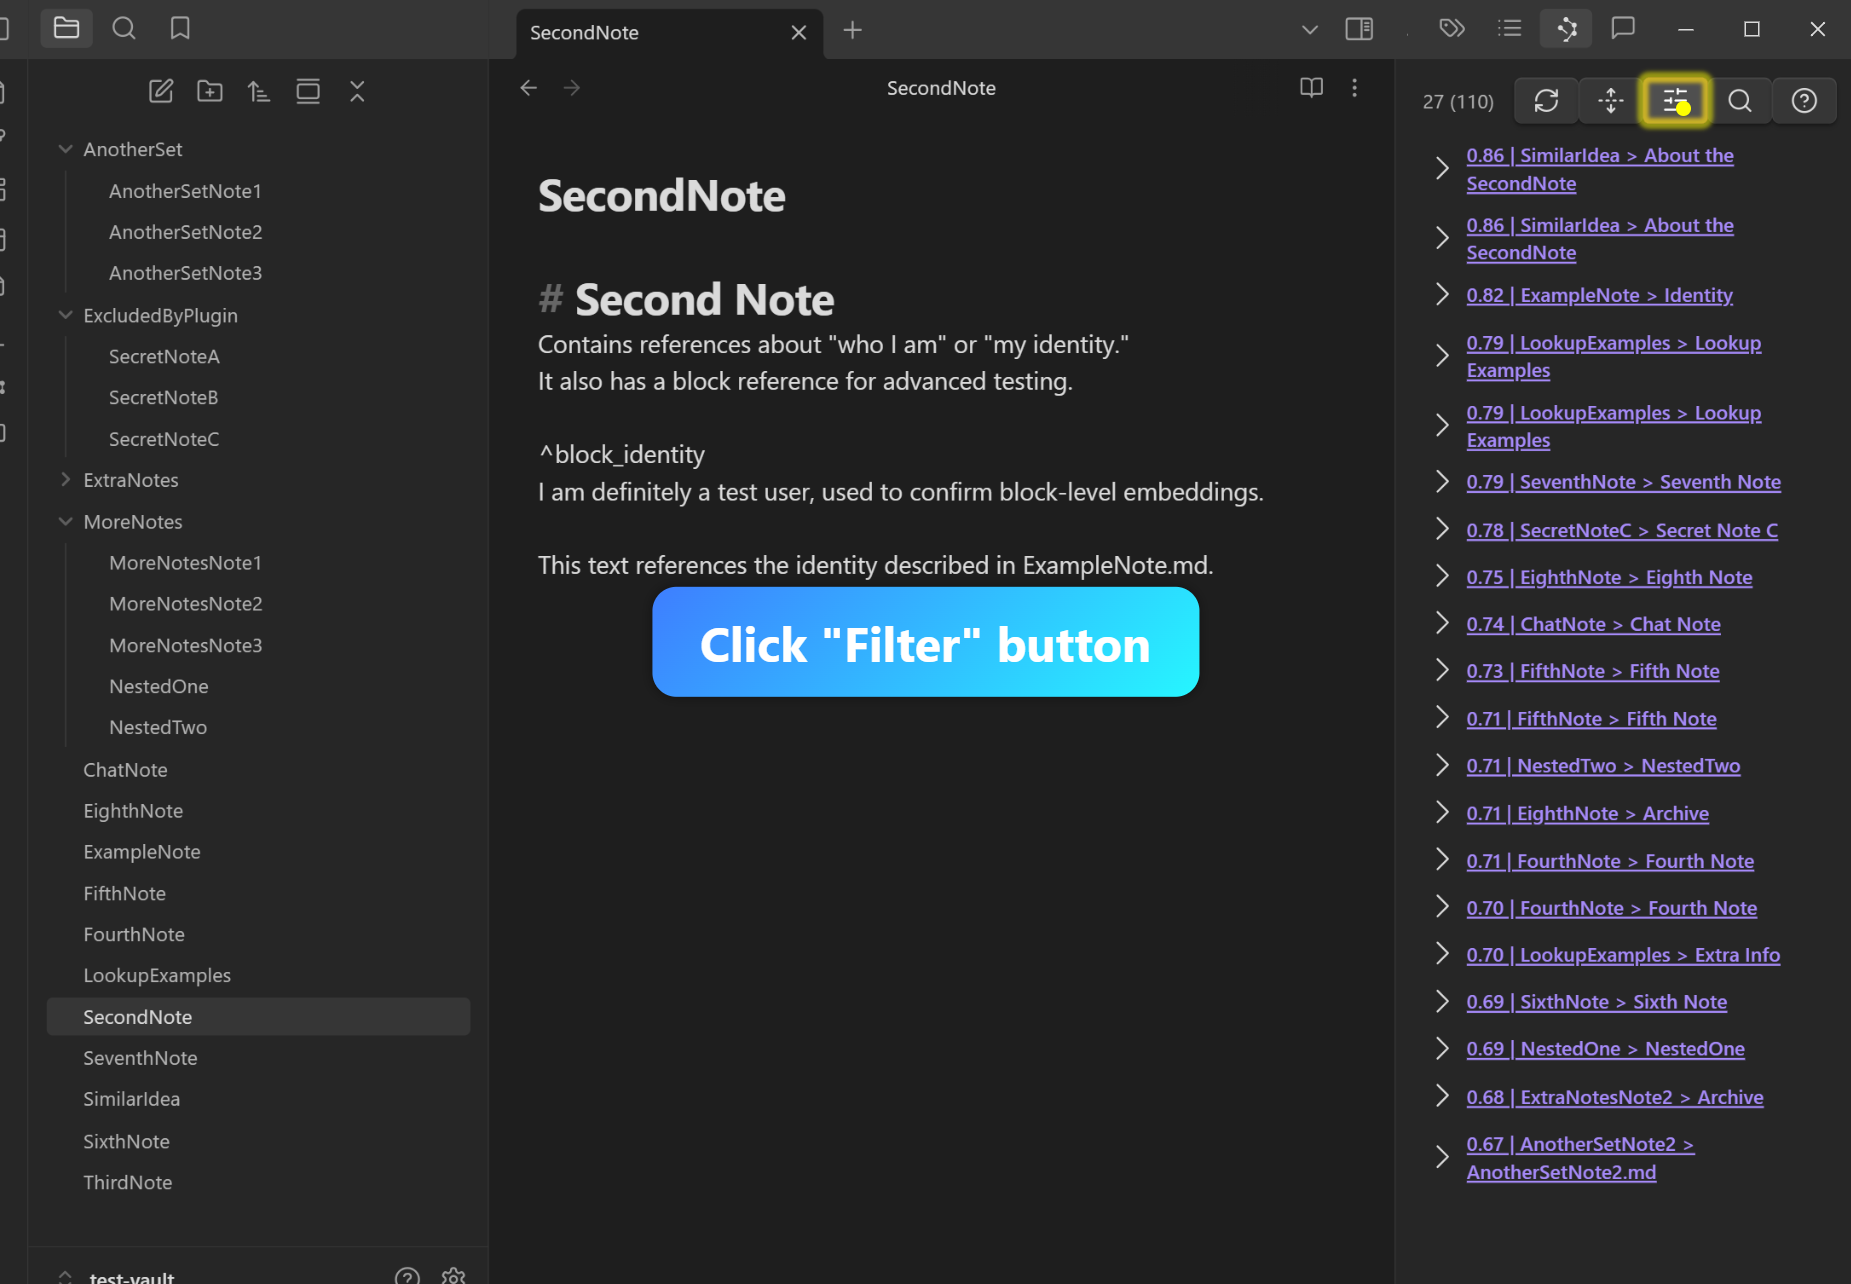 SecondNote
SecondNote
27 (110)
AnotherSet
AnotherSetNote1
AnotherSetNote2
AnotherSetNote3
ExcludedByPlugin
SecretNoteA
SecretNoteB
SecretNoteC
ExtraNotes
MoreNotes
MoreNotesNote1
MoreNotesNote2
MoreNotesNote3
NestedOne
NestedTwo
ChatNote
EighthNote
ExampleNote
FifthNote
FourthNote
LookupExamples
SecondNote
SeventhNote
SimilarIdea
SixthNote
ThirdNote
test-vault
SecondNote
# Second Note
Contains references about "who I am" or "my identity."
It also has a block reference for advanced testing.
^block_identity
I am definitely a test user, used to confirm block-level embeddings.
This text references the identity described in ExampleNote.md.
Click "Filter" button
0.86 | SimilarIdea > About the
SecondNote
0.86 | SimilarIdea > About the
SecondNote
0.82 | ExampleNote > Identity
0.79 | LookupExamples > Lookup
Examples
0.79 | LookupExamples > Lookup
Examples
0.79 | SeventhNote > Seventh Note
0.78 | SecretNoteC > Secret Note C
0.75 | EighthNote > Eighth Note
0.74 | ChatNote > Chat Note
0.73 | FifthNote > Fifth Note
0.71 | FifthNote > Fifth Note
0.71 | NestedTwo > NestedTwo
0.71 | EighthNote > Archive
0.71 | FourthNote > Fourth Note
0.70 | FourthNote > Fourth Note
0.70 | LookupExamples > Extra Info
0.69 | SixthNote > Sixth Note
0.69 | NestedOne > NestedOne
0.68 | ExtraNotesNote2 > Archive
0.67 | AnotherSetNote2 >
AnotherSetNote2.md